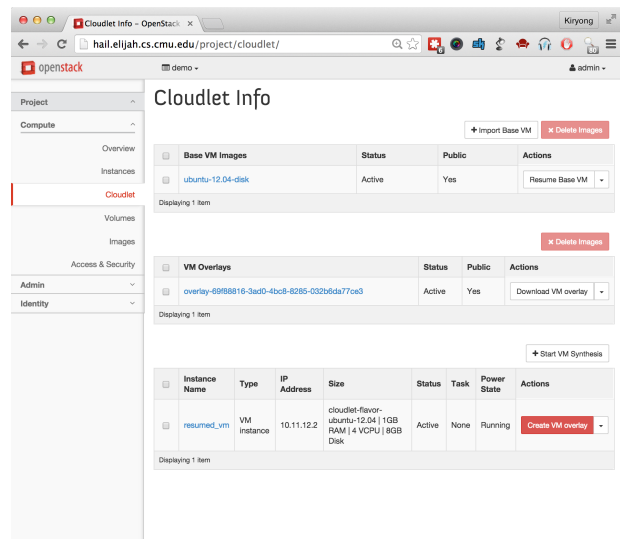 Cloudlet Info – OpenStack
Kiryong
hail.elijah.cs.cmu.edu/project/cloudlet/
openstack
demo
admin
Project
Compute
Overview
Instances
Cloudlet
Volumes
Images
Access & Security
Admin
Identity
Cloudlet Info
+ Import Base VM
× Delete Images
Base VM Images Status Public Actions
ubuntu-12.04-disk Active Yes Resume Base VM
Displaying 1 item
× Delete Images
VM Overlays Status Public Actions
overlay-69f88816-3ad0-4bc8-8285-032b6da77ce3 Active Yes Download VM overlay
Displaying 1 item
+ Start VM Synthesis
Instance Name Type IP Address Size Status Task Power State Actions
resumed_vm VM instance 10.11.12.2 cloudlet-flavor-ubuntu-12.04 | 1GB RAM | 4 VCPU | 8GB Disk Active None Running Create VM overlay
Displaying 1 item